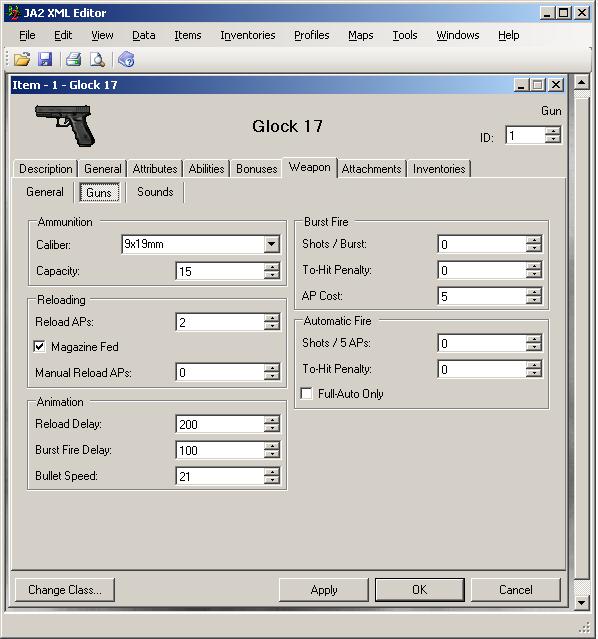 JA2 XML Editor
File Edit View Data Items Inventories Profiles Maps Tools Windows Help
Item - 1 - Glock 17
Gun
Glock 17
ID: 1
Description General Attributes Abilities Bonuses Weapon Attachments Inventories
General Guns Sounds
Ammunition
Caliber: 9x19mm
Capacity: 15
Reloading
Reload APs: 2
Magazine Fed
Manual Reload APs: 0
Animation
Reload Delay: 200
Burst Fire Delay: 100
Bullet Speed: 21
Burst Fire
Shots / Burst: 0
To-Hit Penalty: 0
AP Cost: 5
Automatic Fire
Shots / 5 APs: 0
To-Hit Penalty: 0
Full-Auto Only
Change Class... Apply OK Cancel